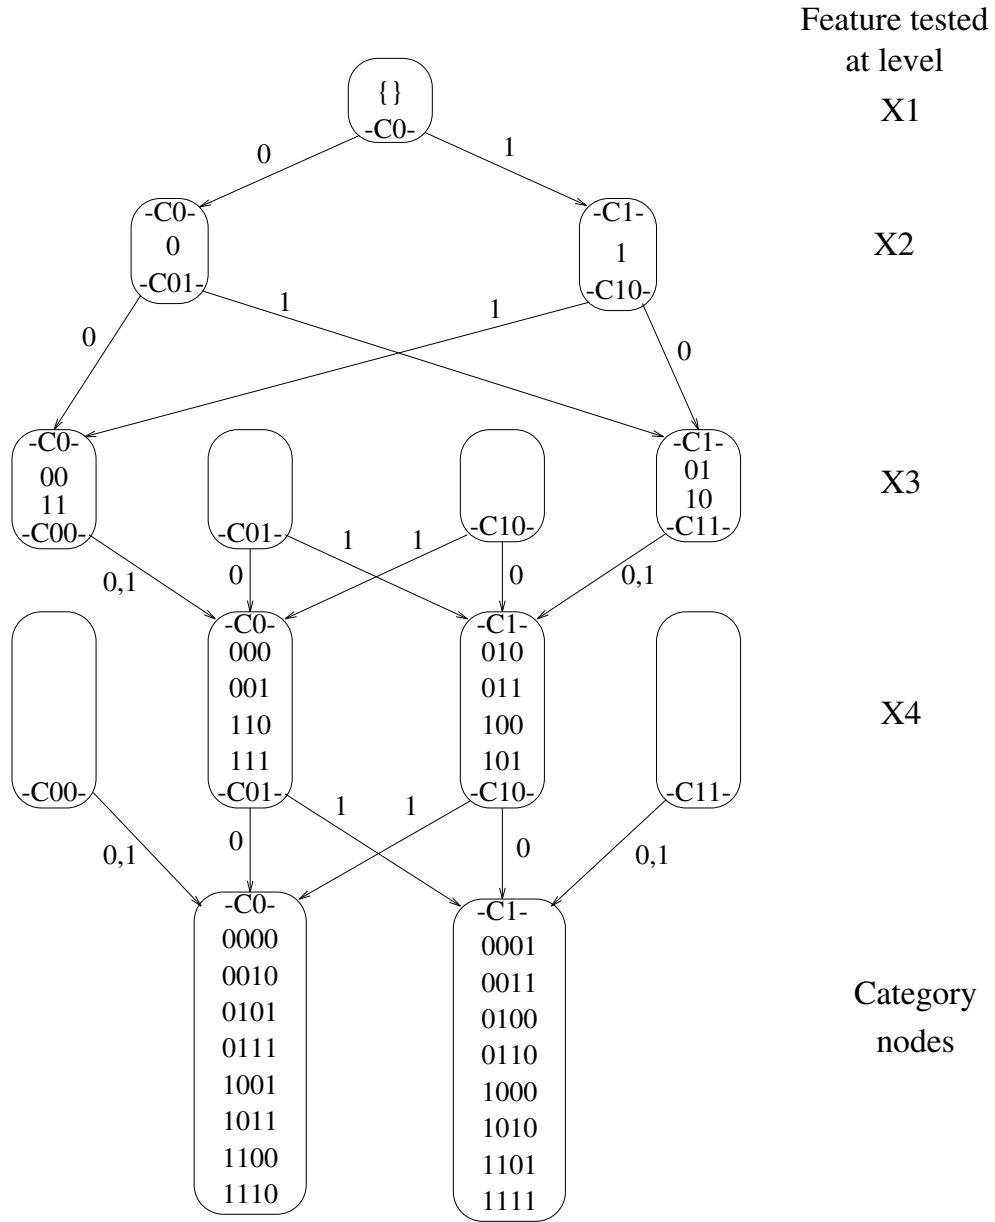 Feature tested
at level
{}
-C0-
X1
0
1
-C0-
0
-C01-
-C1-
1
-C10-
X2
0
1
1
0
-C0-
00
11
-C00-
-C01-
-C10-
-C1-
01
10
-C11-
X3
0,1
0
1
1
0
0,1
-C00-
-C0-
000
001
110
111
-C01-
-C1-
010
011
100
101
-C10-
-C11-
X4
0,1
0
1
1
0
0,1
-C0-
0000
0010
0101
0111
1001
1011
1100
1110
-C1-
0001
0011
0100
0110
1000
1010
1101
1111
Category
nodes